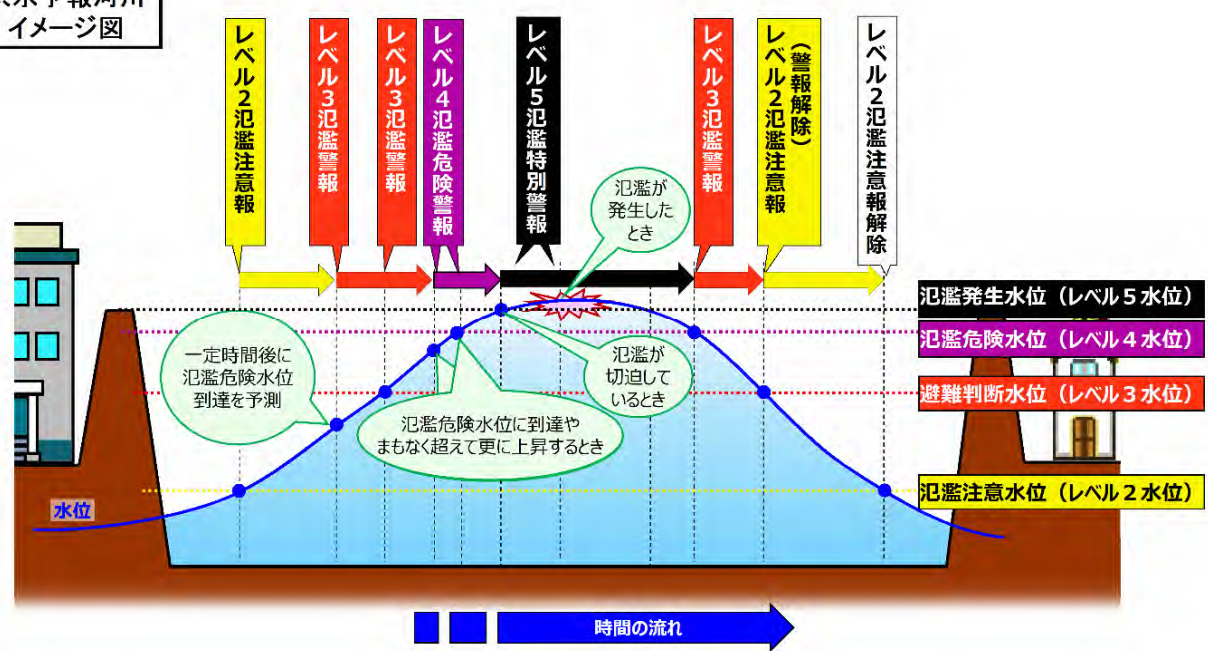 イメージ図
レベル２氾濫注意報
レベル３氾濫警報
レベル３氾濫警報
レベル４氾濫危険警報
レベル５氾濫特別警報
レベル３氾濫警報
（警報解除）
レベル２氾濫注意報
レベル２氾濫注意報解除
氾濫が
発生した
とき
氾濫発生水位（レベル５水位）
氾濫危険水位（レベル４水位）
一定時間後に
氾濫危険水位
到達を予測
氾濫が
切迫して
いるとき
避難判断水位（レベル３水位）
氾濫危険水位に到達や
まもなく超えて更に上昇するとき
氾濫注意水位（レベル２水位）
水位
時間の流れ